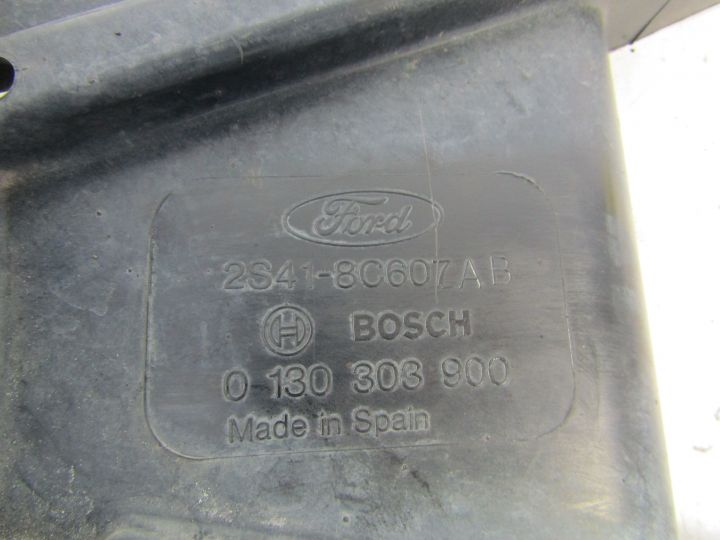 Ford
2S41-8C607AB
H BOSCH
0 130 303 900
Made in Spain